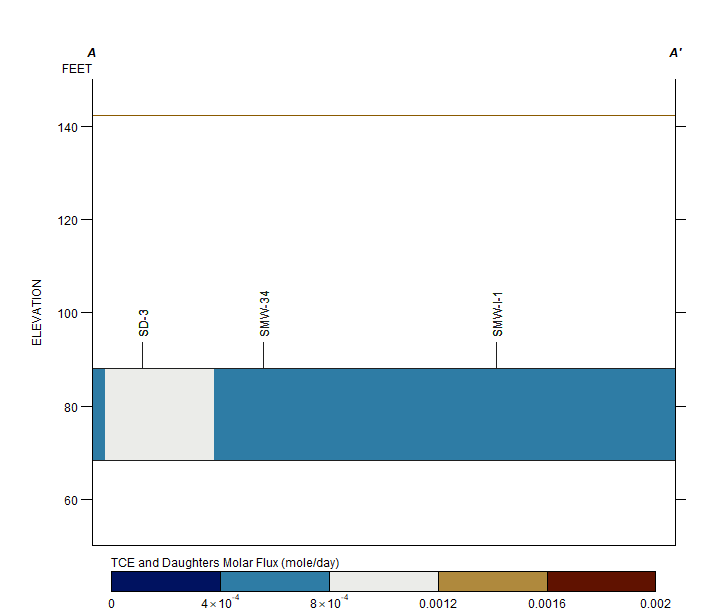 A A'
FEET
140
120
100
80
60
ELEVATION
SD-3
SMW-34
SMW-I-1
TCE and Daughters Molar Flux (mole/day)
0 4×10⁻⁴ 8×10⁻⁴ 0.0012 0.0016 0.002